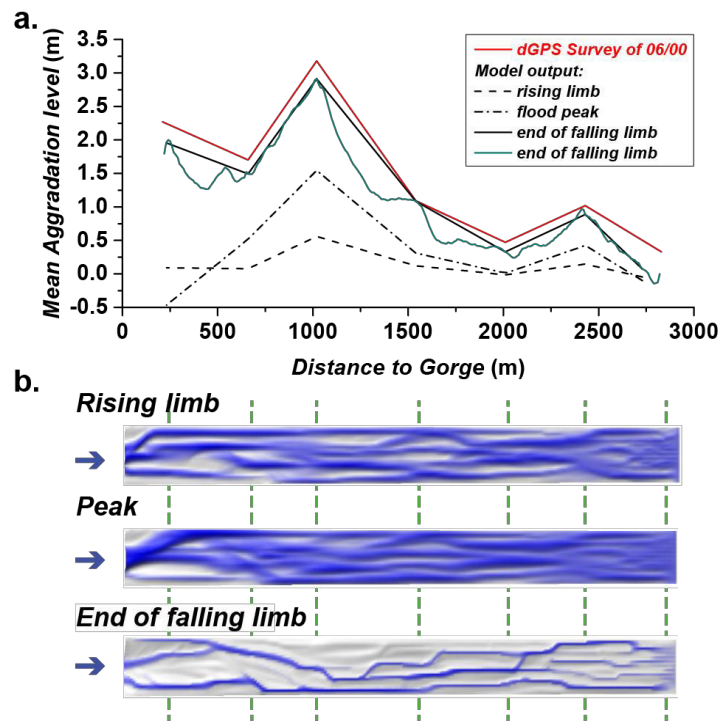 a.
3.5
3.0
2.5
2.0
1.5
1.0
0.5
0.0
-0.5
Mean Aggradation level (m)
dGPS Survey of 06/00
Model output:
rising limb
flood peak
end of falling limb
end of falling limb
0 500 1000 1500 2000 2500 3000
Distance to Gorge (m)
b.
Rising limb
Peak
End of falling limb